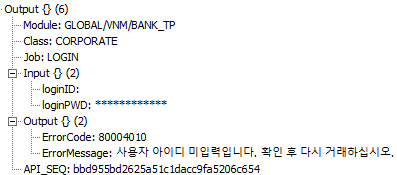 Output {} (6)
Module: GLOBAL/VNM/BANK_TP
Class: CORPORATE
Job: LOGIN
Input {} (2)
loginID:
loginPWD: ************
Output {} (2)
ErrorCode: 80004010
ErrorMessage: 사용자 아이디 미입력입니다. 확인 후 다시 거래하십시오.
API_SEQ: bbd955bd2625a51c1dacc9fa5206c654